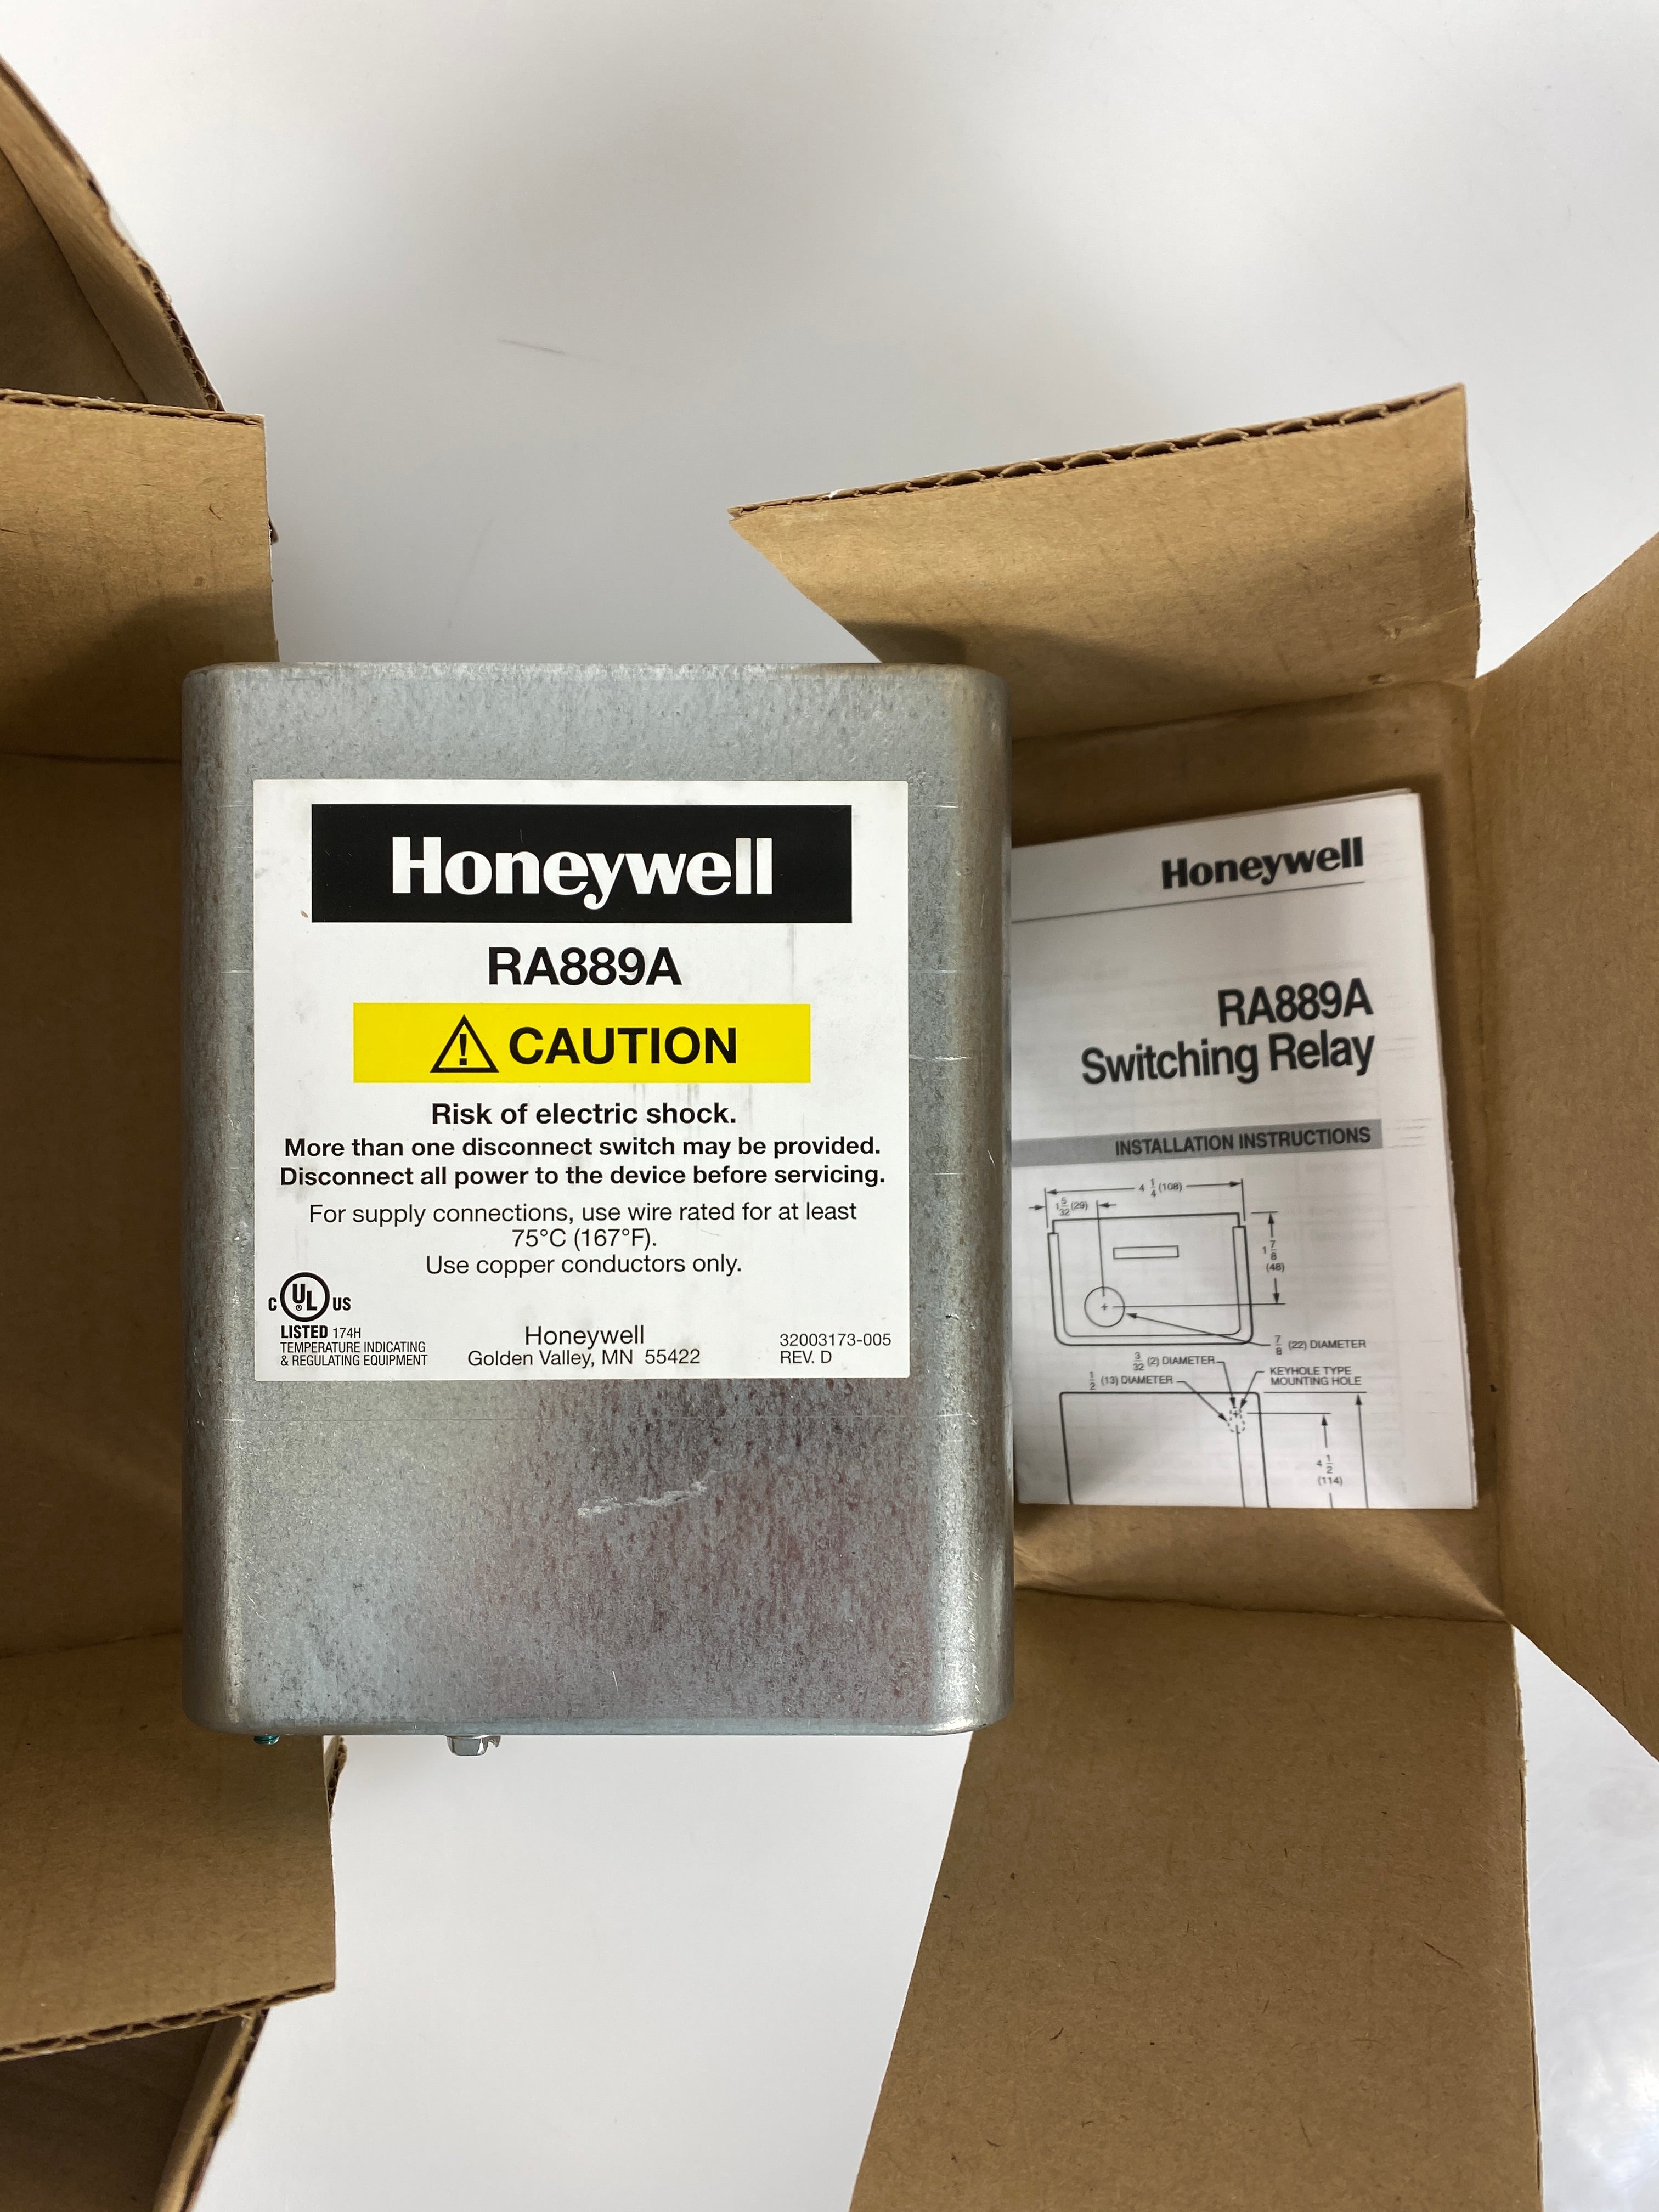 Honeywell
RA889A
CAUTION
Risk of electric shock.
More than one disconnect switch may be provided.
Disconnect all power to the device before servicing.
For supply connections, use wire rated for at least
75°C (167°F).
Use copper conductors only.
C UL ® US
LISTED 174H
TEMPERATURE INDICATING
& REGULATING EQUIPMENT
Honeywell
Golden Valley, MN 55422
32003173-005
REV. D
Honeywell
RA889A
Switching Relay
INSTALLATION INSTRUCTIONS
4 1/4 (108)
1 5/32 (29)
1 7/8 (48)
7/8 (22) DIAMETER
3/32 (2) DIAMETER
1/2 (13) DIAMETER
KEYHOLE TYPE
MOUNTING HOLE
4 1/2 (114)